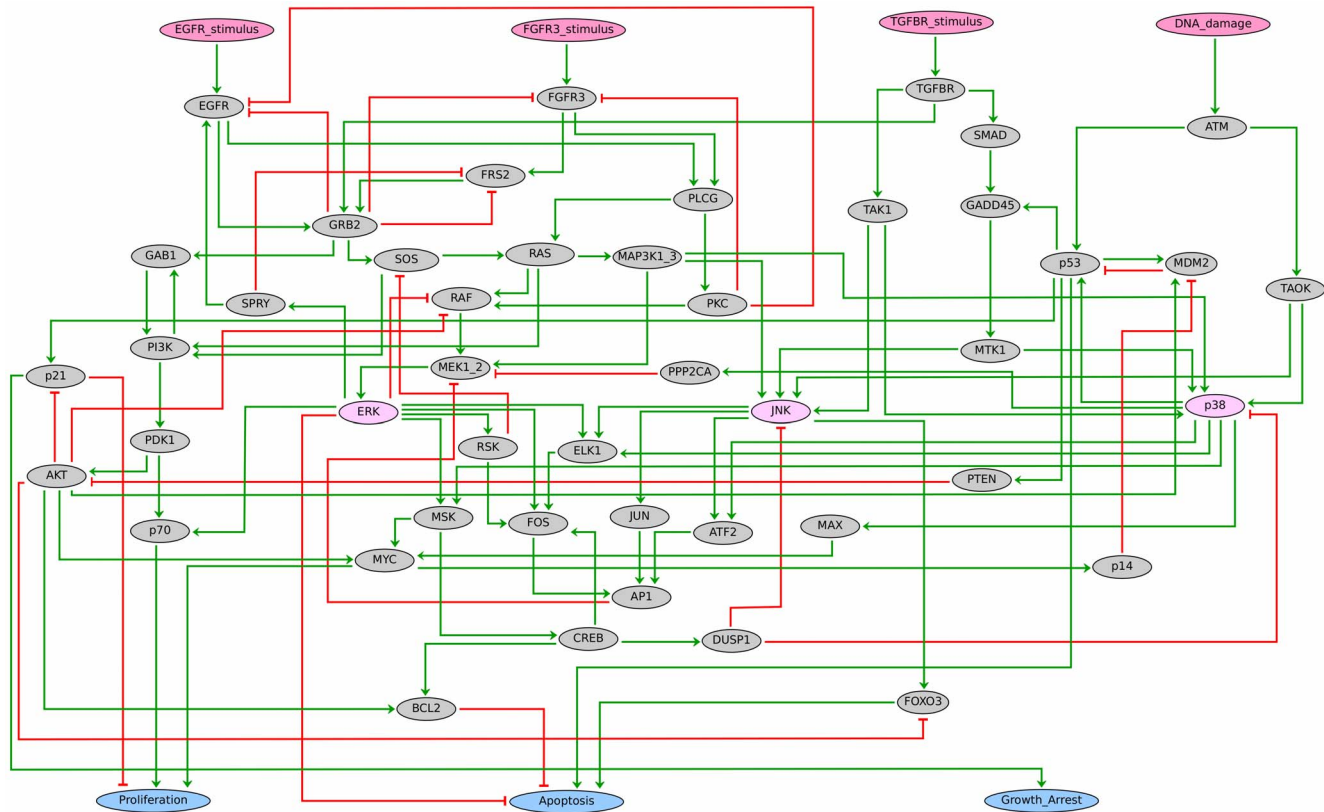 EGFR_stimulus
FGFR3_stimulus
TGFBR_stimulus
DNA_damage
EGFR
FGFR3
TGFBR
SMAD
ATM
FRS2
PLCG
TAK1
GADD45
GRB2
GAB1
SOS
RAS
MAP3K1_3
p53
MDM2
TAOK
SPRY
RAF
PKC
PI3K
MTK1
p21
MEK1_2
PPP2CA
ERK
JNK
p38
PDK1
RSK
ELK1
AKT
PTEN
p70
MSK
FOS
JUN
ATF2
MAX
MYC
p14
AP1
CREB
DUSP1
BCL2
FOXO3
Proliferation
Apoptosis
Growth_Arrest